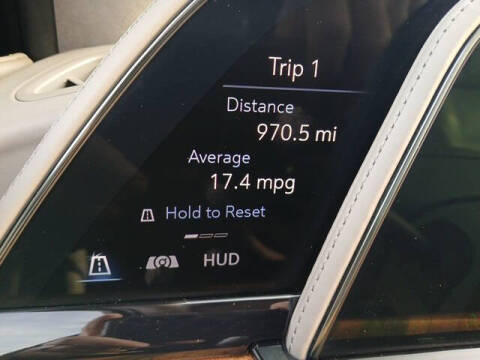 Trip 1
Distance
970.5 mi
Average
17.4 mpg
Hold to Reset
HUD